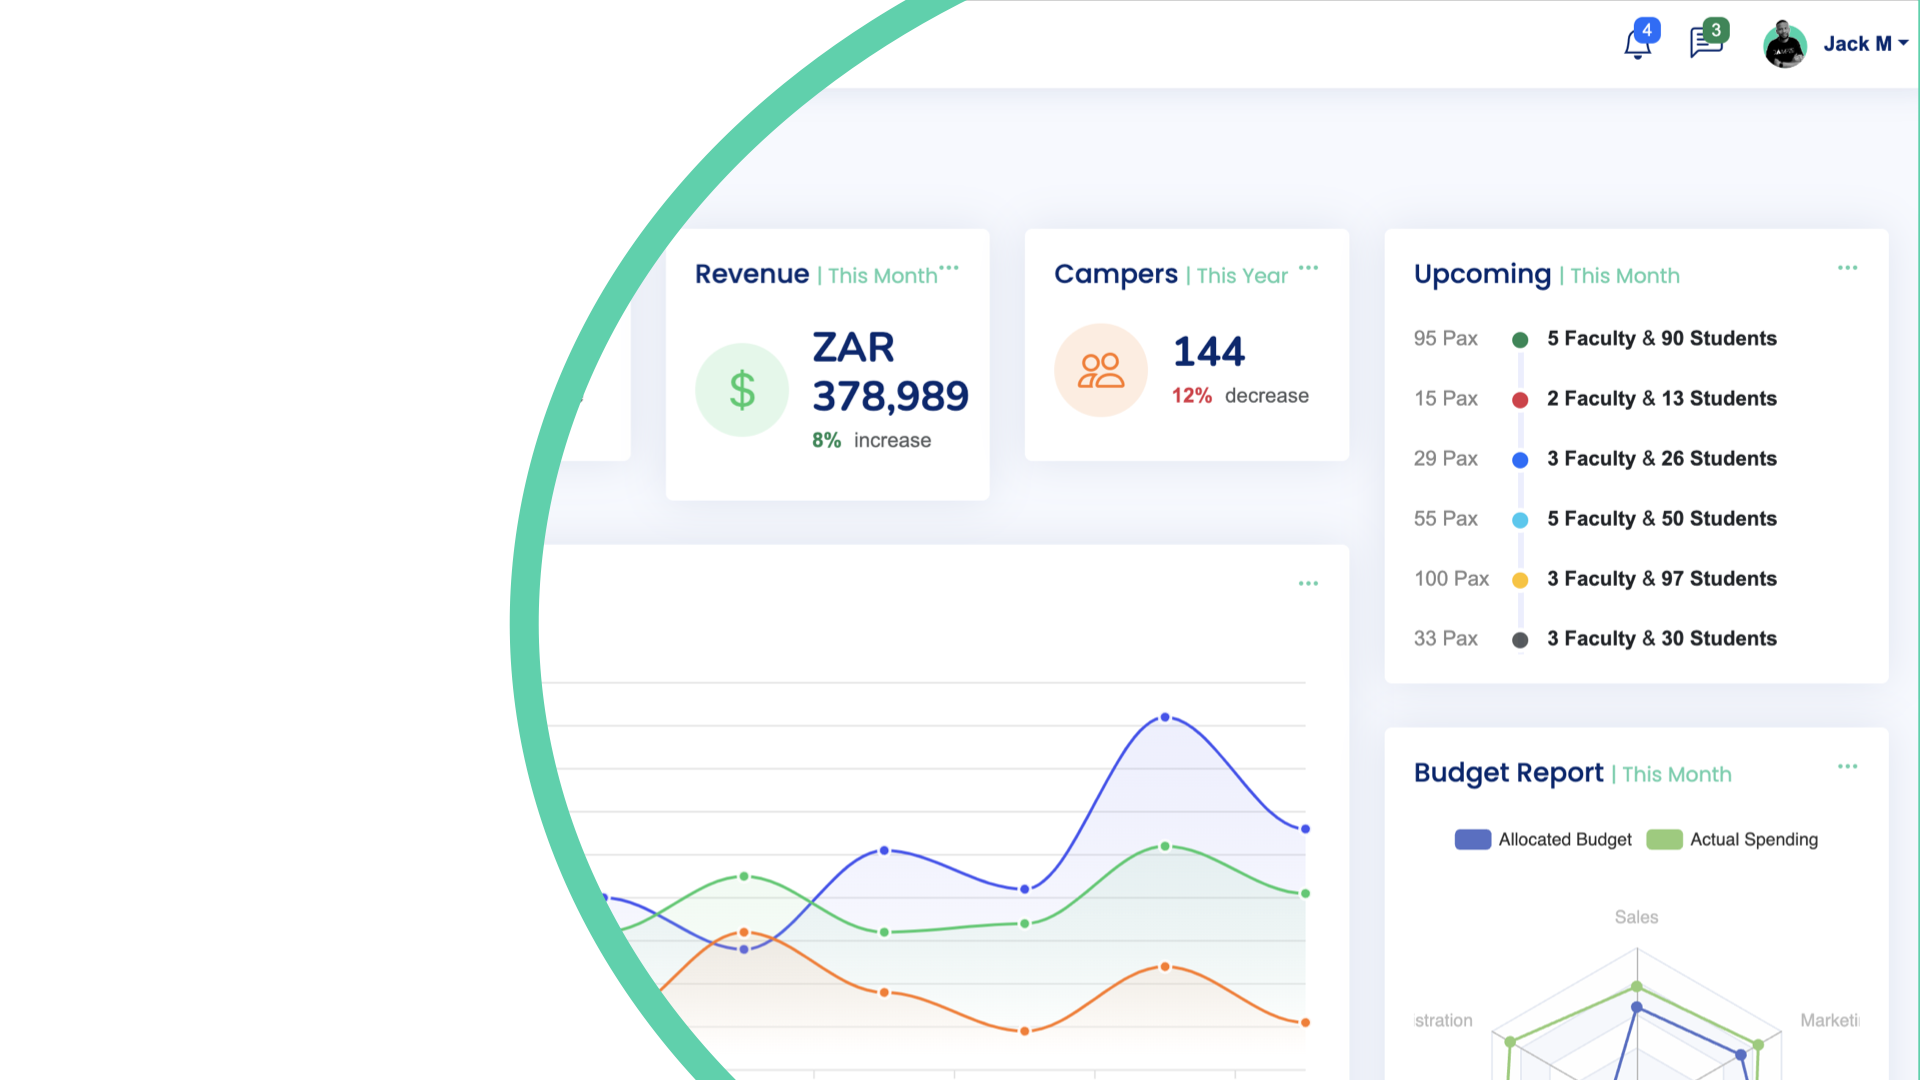 4
3
Jack M
Revenue | This Month
ZAR
378,989
8% increase
Campers | This Year
144
12% decrease
Upcoming | This Month
95 Pax 5 Faculty & 90 Students
15 Pax 2 Faculty & 13 Students
29 Pax 3 Faculty & 26 Students
55 Pax 5 Faculty & 50 Students
100 Pax 3 Faculty & 97 Students
33 Pax 3 Faculty & 30 Students
Budget Report | This Month
Allocated Budget Actual Spending
Sales
stration Marketi